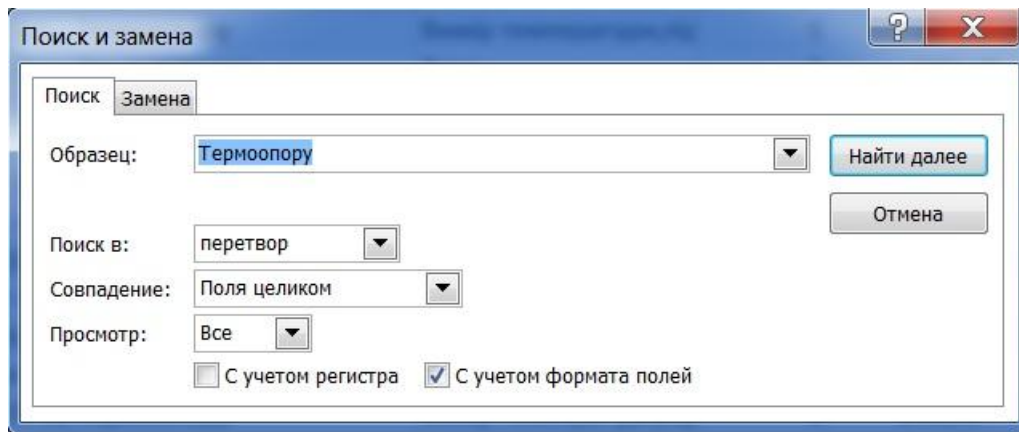 Поиск и замена
Поиск Замена
Образец: Термоопору Найти далее
Отмена
Поиск в: перетвор
Совпадение: Поля целиком
Просмотр: Все
С учетом регистра С учетом формата полей